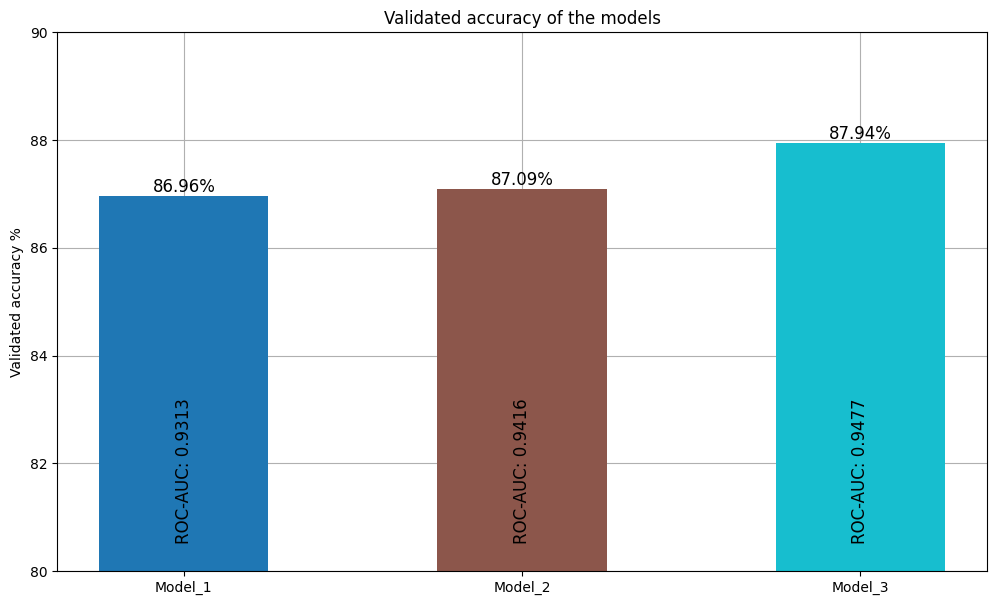 Validated accuracy of the models
Validated accuracy %
90
88
86
84
82
80
86.96%
87.09%
87.94%
ROC-AUC: 0.9313
ROC-AUC: 0.9416
ROC-AUC: 0.9477
Model_1
Model_2
Model_3